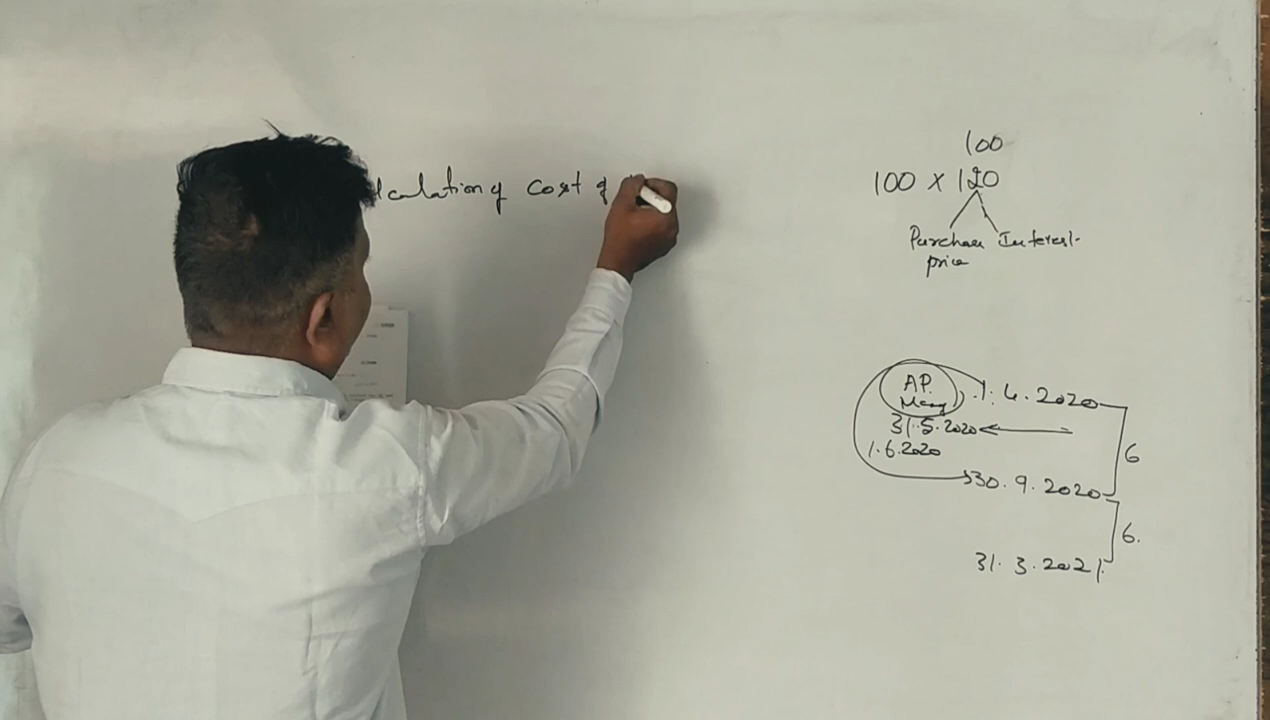 lculation of Cost of
100
100 x 120
Purchase Interest
price
AP.
May
1.4.2020
31.5.2020
6
1.6.2020
30.9.2020
6.
31.3.2021